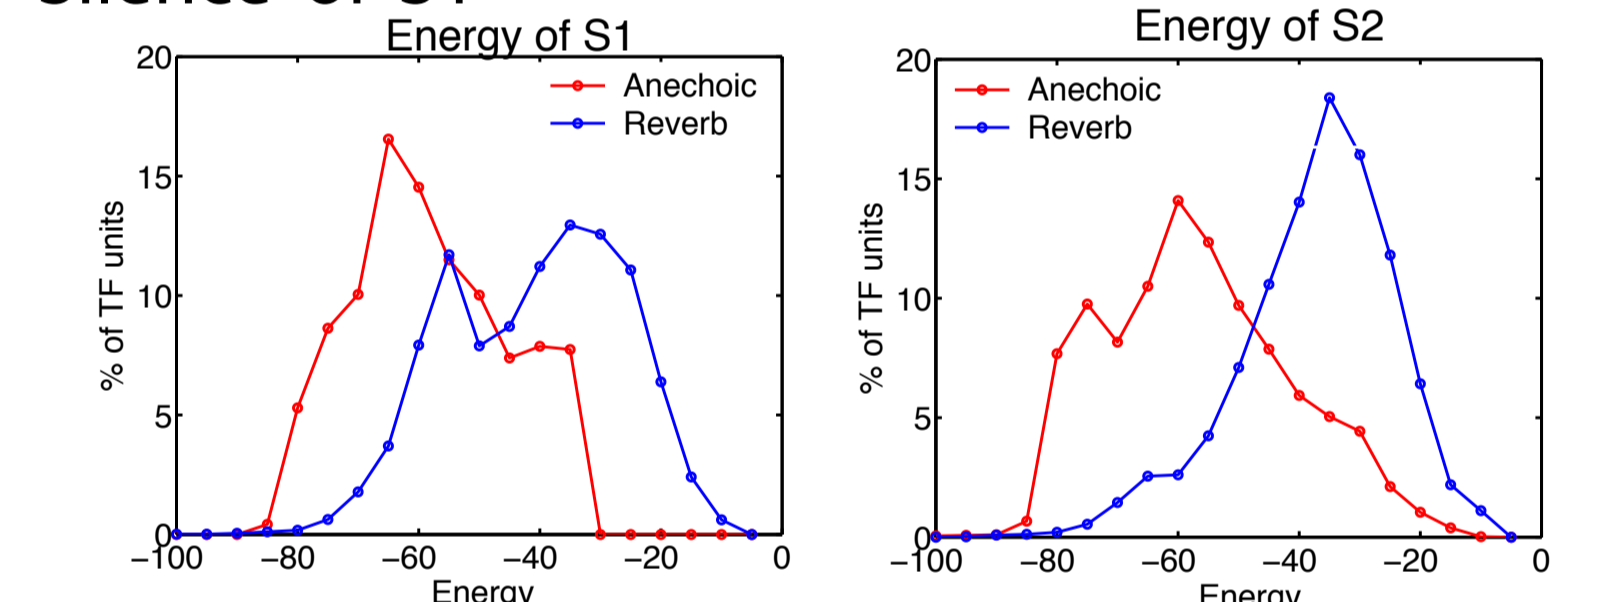 Energy of S1
Anechoic
Reverb
% of TF units
20
15
10
5
0
−100 −80 −60 −40 −20 0
Energy
Energy of S2
Anechoic
Reverb
% of TF units
20
15
10
5
0
−100 −80 −60 −40 −20 0
Energy